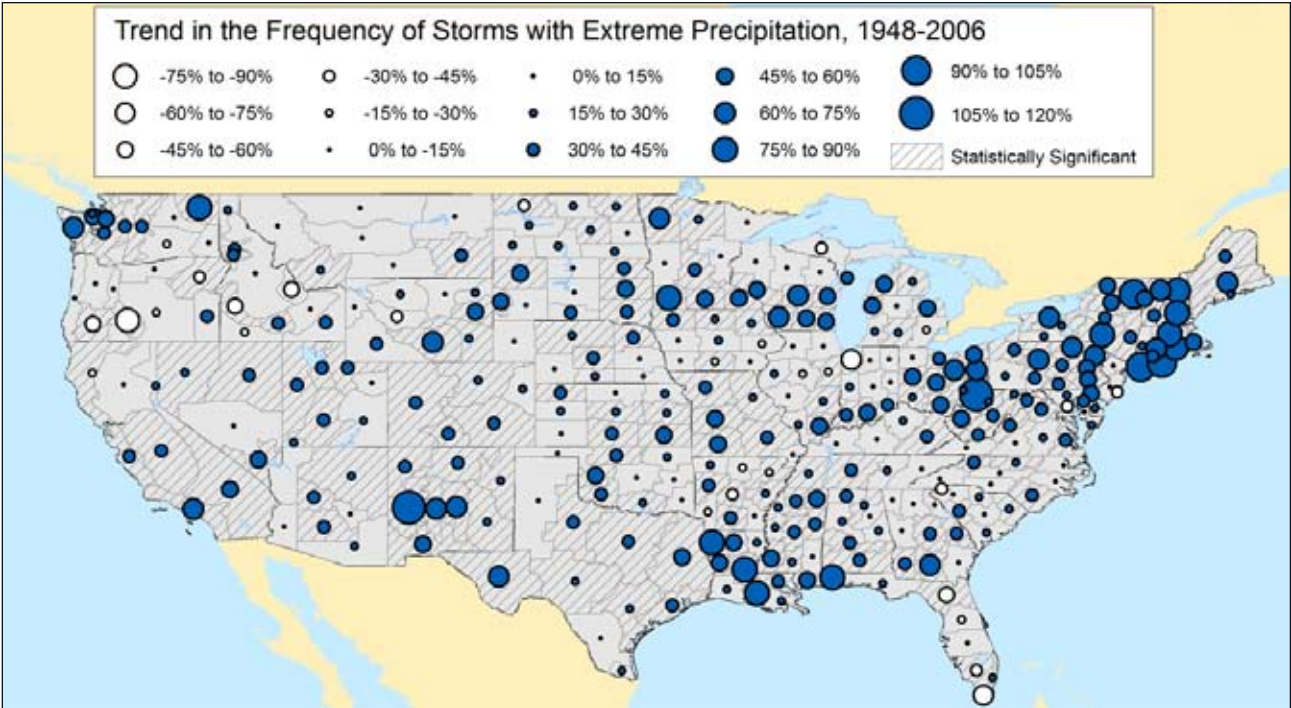 Trend in the Frequency of Storms with Extreme Precipitation, 1948-2006
-75% to -90%
-60% to -75%
-45% to -60%
-30% to -45%
-15% to -30%
0% to -15%
0% to 15%
15% to 30%
30% to 45%
45% to 60%
60% to 75%
75% to 90%
90% to 105%
105% to 120%
Statistically Significant